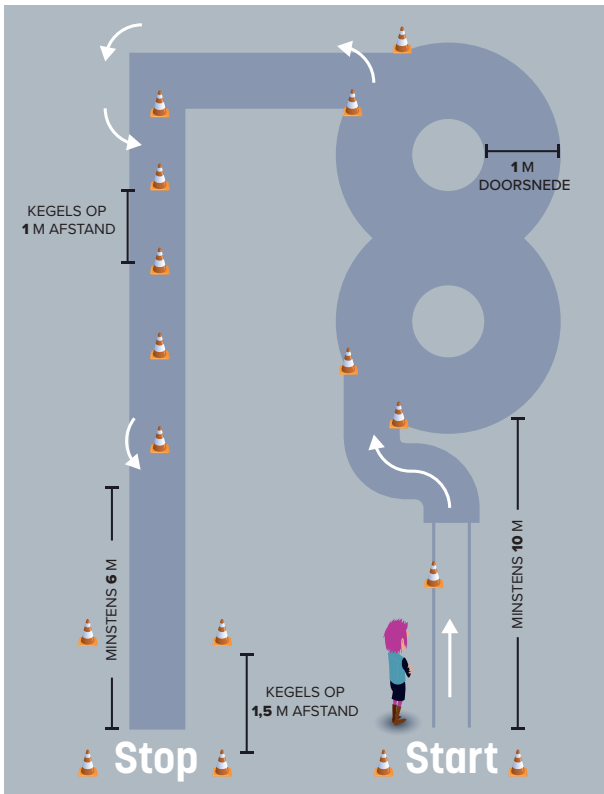 1 M
DOORSNEDE
KEGELS OP
1 M AFSTAND
MINSTENS 6 M
MINSTENS 10 M
KEGELS OP
1,5 M AFSTAND
Stop
Start